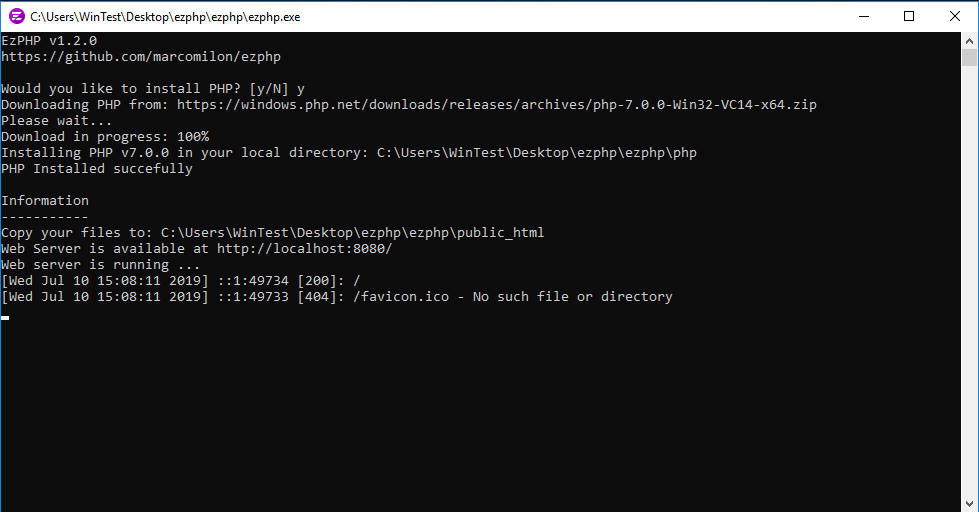 C:\Users\WinTest\Desktop\ezphp\ezphp\ezphp.exe
EzPHP v1.2.0
https://github.com/marcomilon/ezphp
Would you like to install PHP? [y/N] y
Downloading PHP from: https://windows.php.net/downloads/releases/archives/php-7.0.0-Win32-VC14-x64.zip
Please wait...
Download in progress: 100%
Installing PHP v7.0.0 in your local directory: C:\Users\WinTest\Desktop\ezphp\ezphp\php
PHP Installed succefully
Information
-----------
Copy your files to: C:\Users\WinTest\Desktop\ezphp\ezphp\public_html
Web Server is available at http://localhost:8080/
Web server is running ...
[Wed Jul 10 15:08:11 2019] ::1:49734 [200]: /
[Wed Jul 10 15:08:11 2019] ::1:49733 [404]: /favicon.ico - No such file or directory